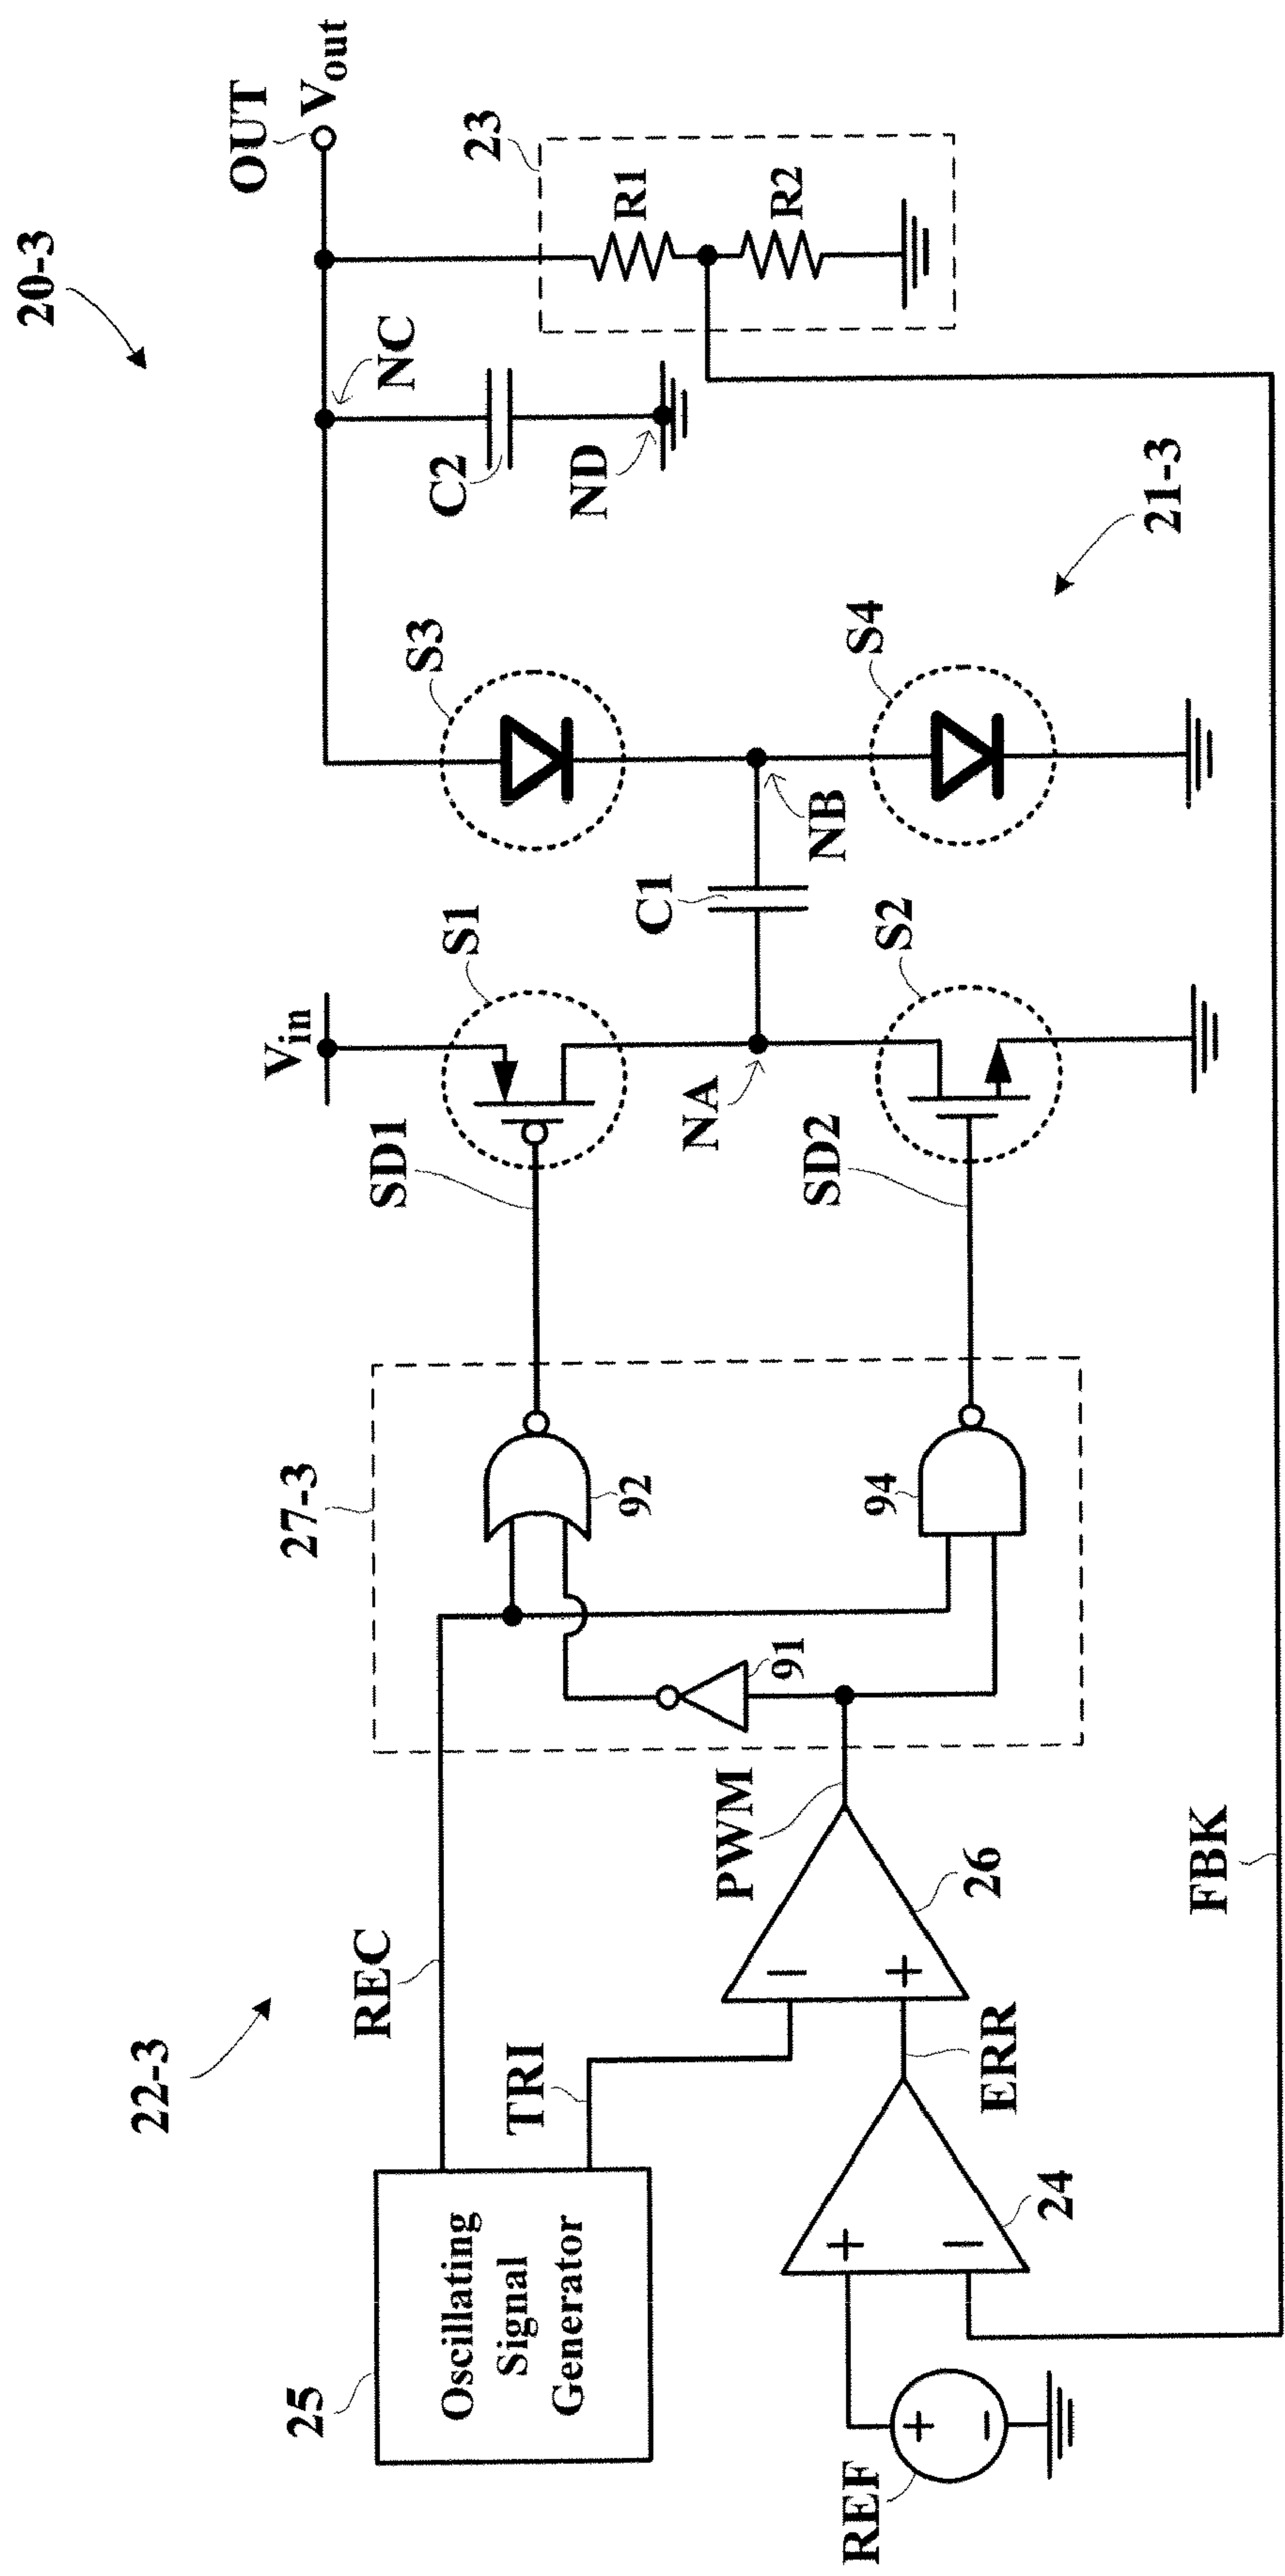 20-3
22-3
25
Oscillating
Signal
Generator
REC
TRI
REF
+
−
+
−
24
ERR
−
+
26
PWM
FBK
27-3
91
92
94
SD1
SD2
Vin
S1
S2
NA
C1
NB
S3
S4
21-3
C2
NC
ND
23
R1
R2
OUT
Vout